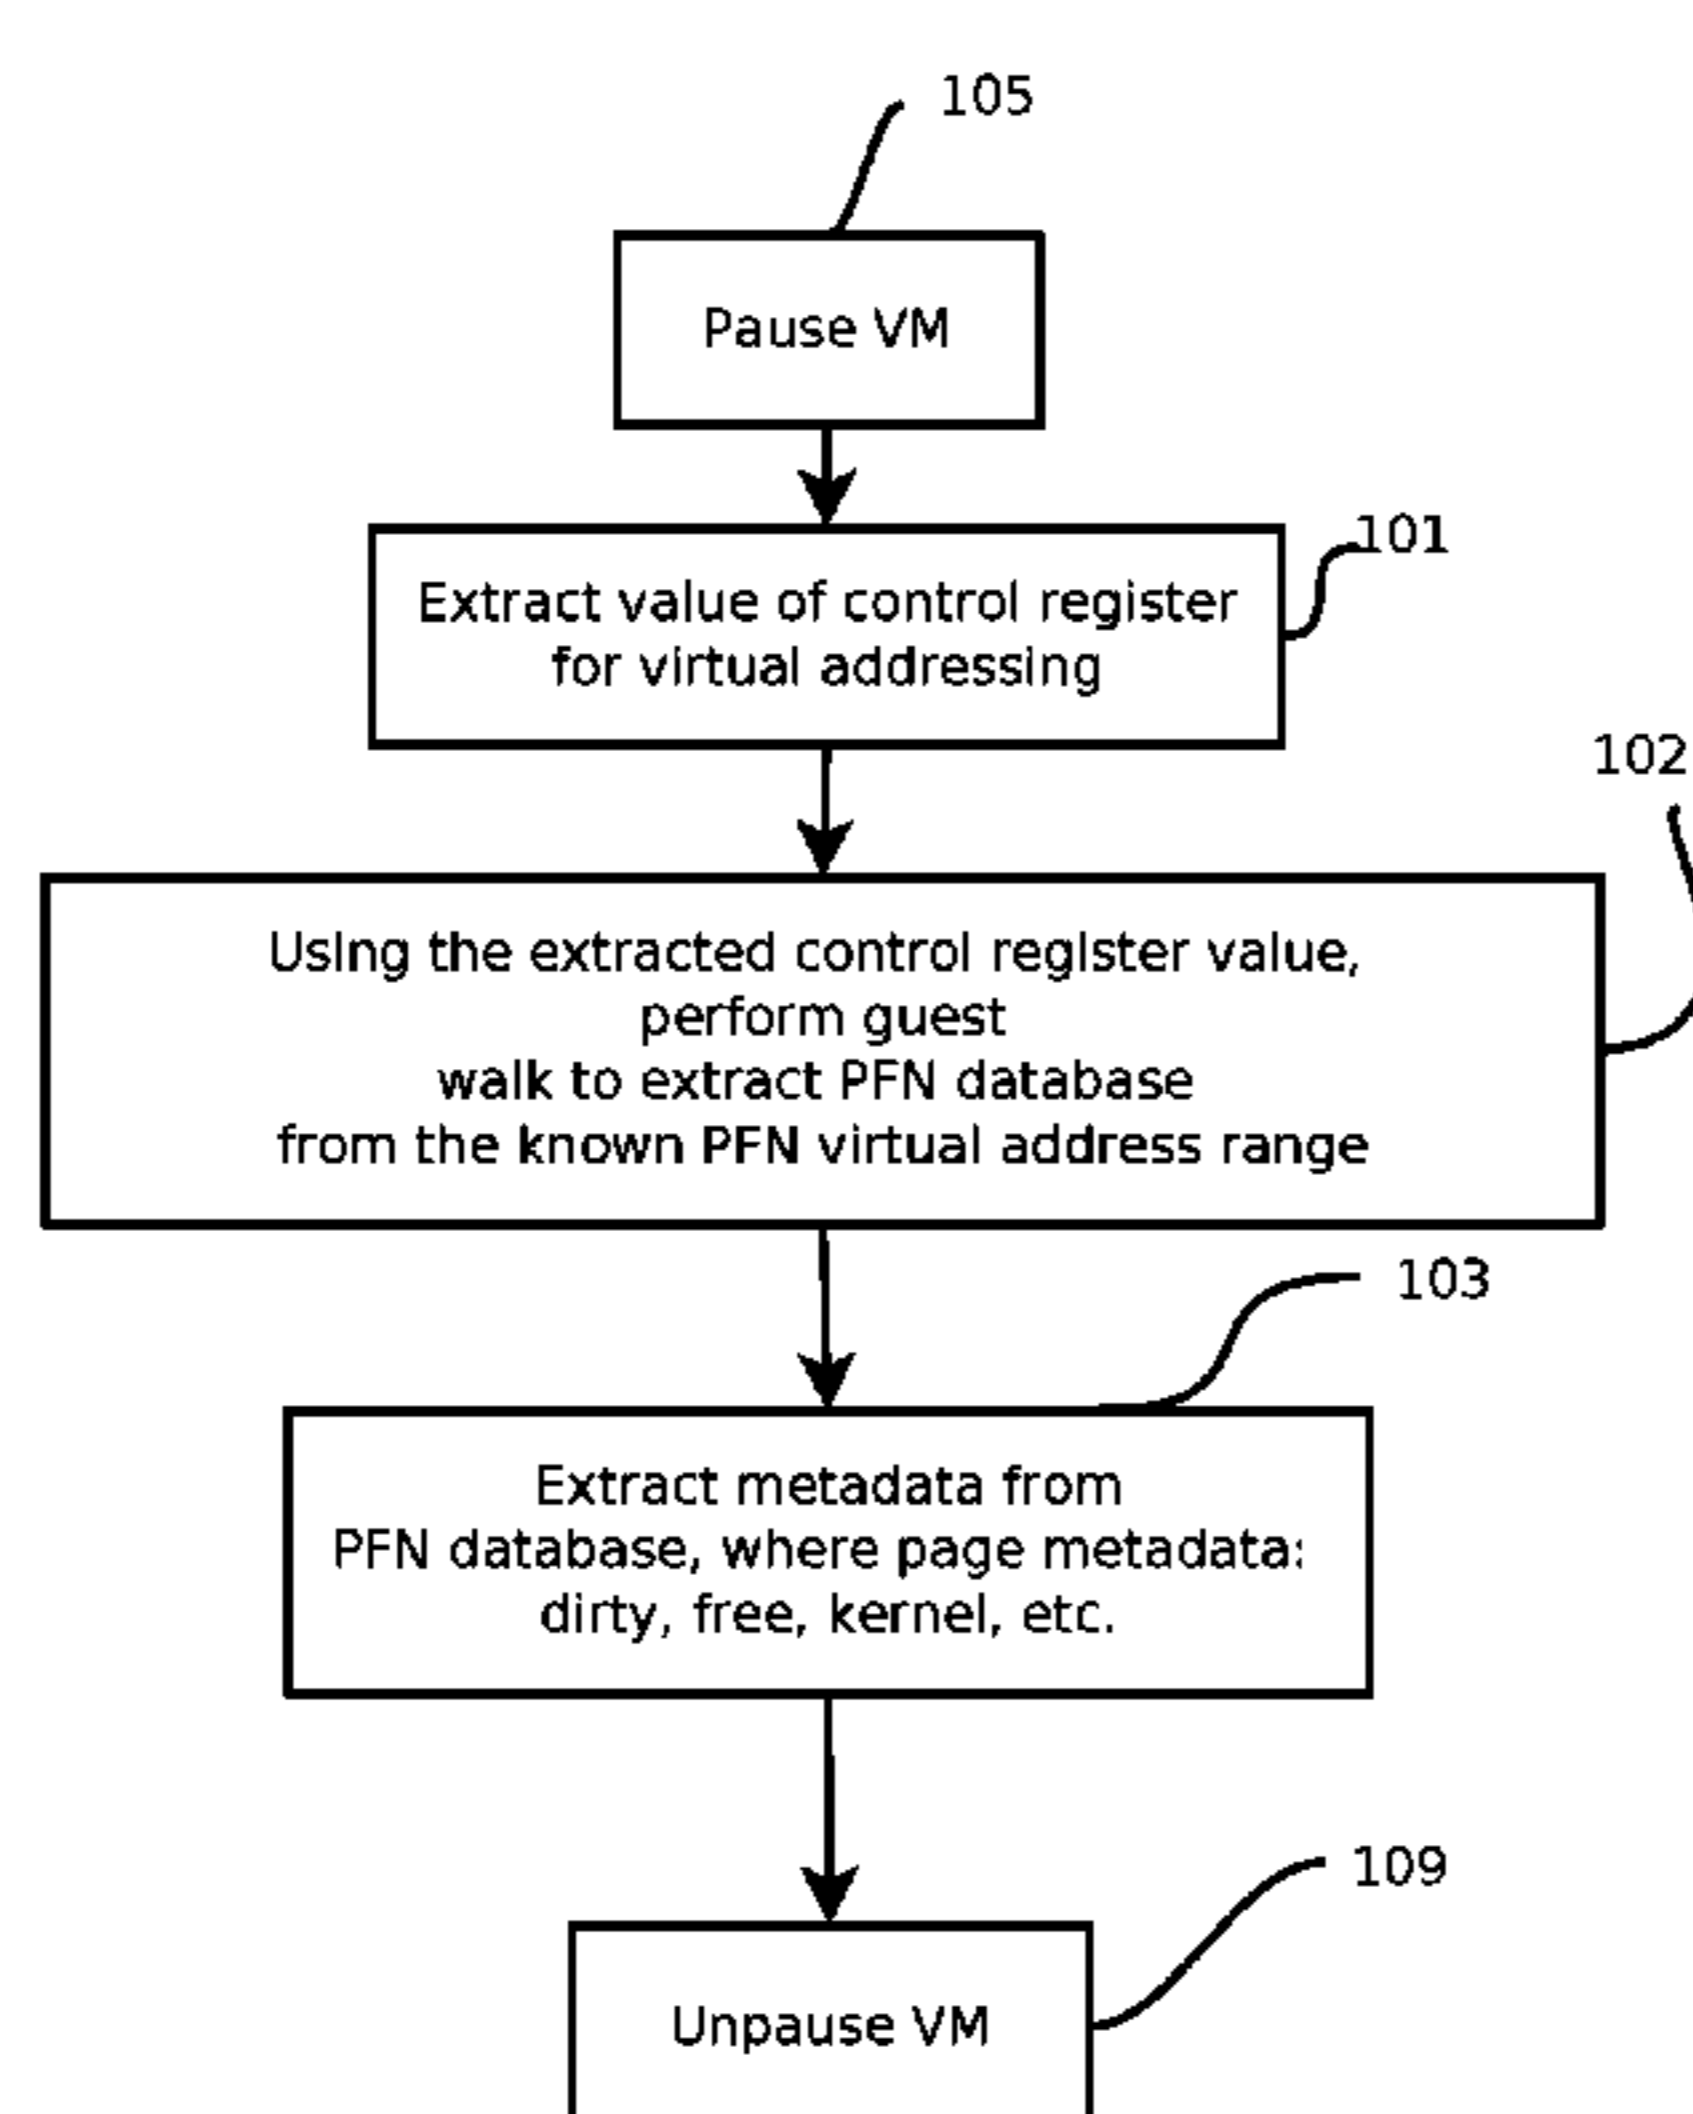 105
Pause VM
101
Extract value of control register
for virtual addressing
102
Using the extracted control register value,
perform guest
walk to extract PFN database
from the known PFN virtual address range
103
Extract metadata from
PFN database, where page metadata:
dirty, free, kernel, etc.
109
Unpause VM